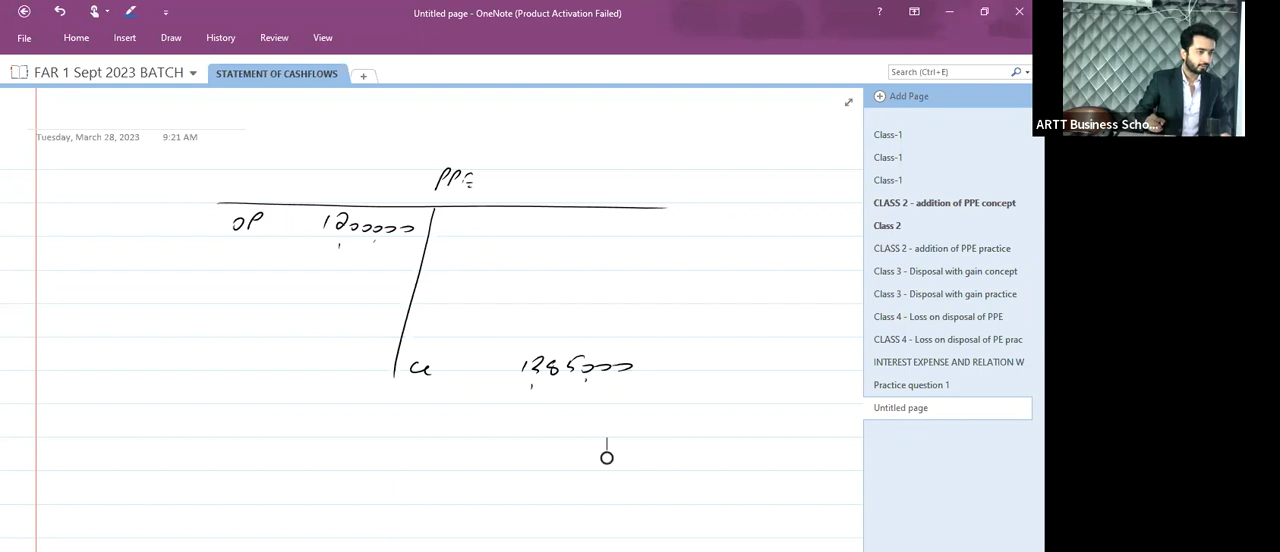 Untitled page - OneNote (Product Activation Failed)
?
File Home Insert Draw History Review View
FAR 1 Sept 2023 BATCH
STATEMENT OF CASHFLOWS
Search (Ctrl+E)
Add Page
ARTT Business Scho...
Tuesday, March 28, 2023 9:21 AM
Class-1
Class-1
Class-1
CLASS 2 - addition of PPE concept
Class 2
CLASS 2 - addition of PPE practice
Class 3 - Disposal with gain concept
Class 3 - Disposal with gain practice
Class 4 - Loss on disposal of PPE
CLASS 4 - Loss on disposal of PE prac
INTEREST EXPENSE AND RELATION W
Practice question 1
Untitled page
PPE
OP 1,200,000
1,385,000